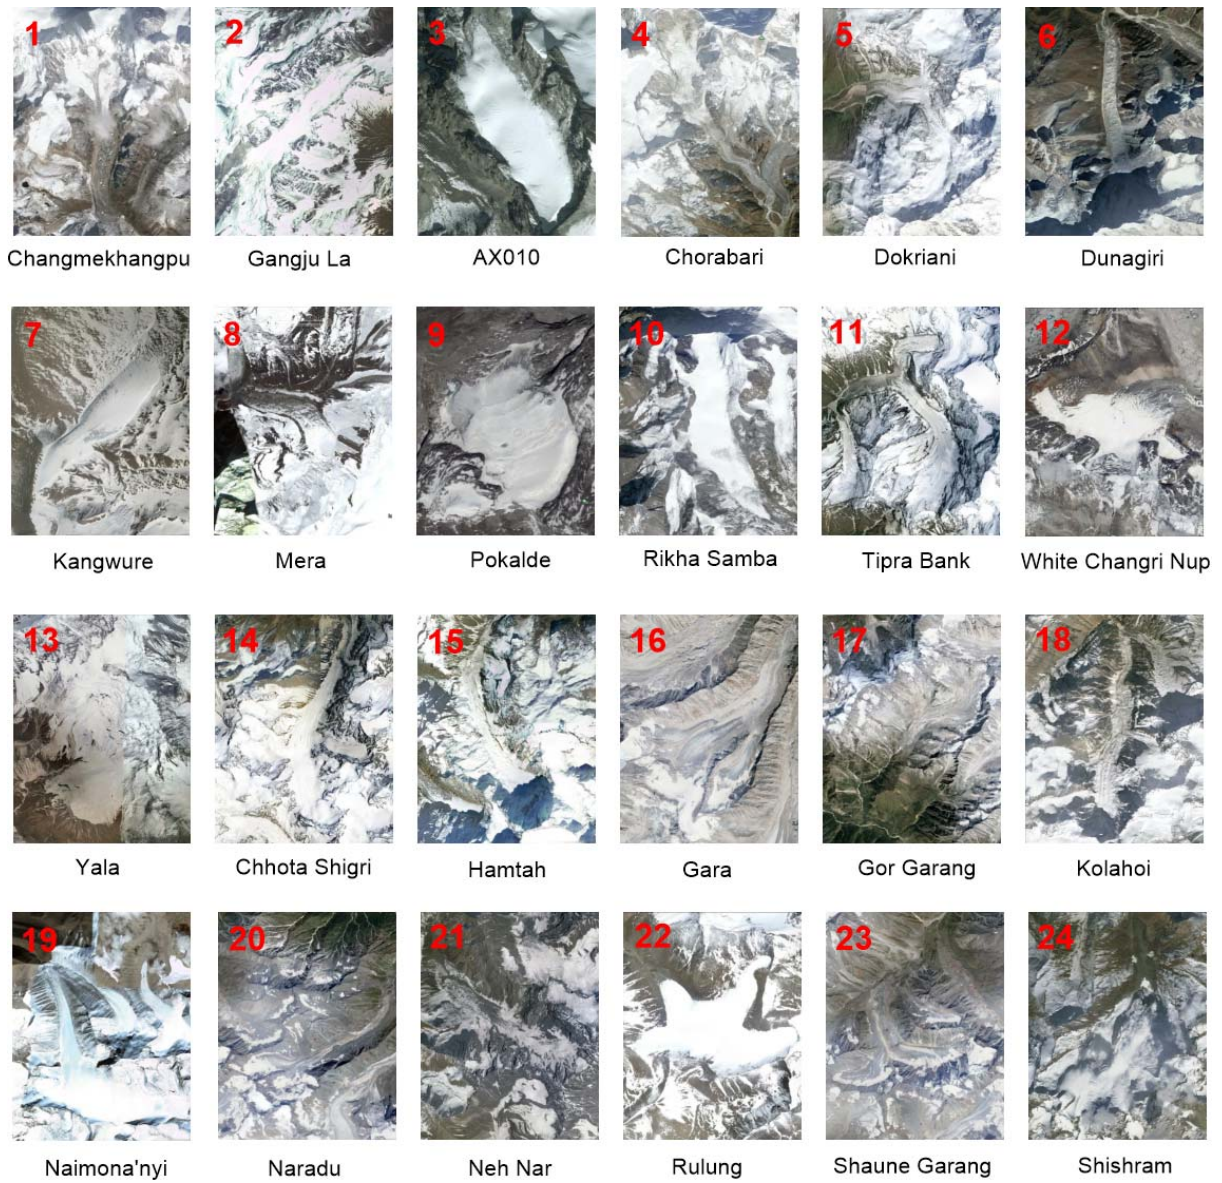 1 2 3 4 5 6
Changmekhangpu Gangju La AX010 Chorabari Dokriani Dunagiri
7 8 9 10 11 12
Kangwure Mera Pokalde Rikha Samba Tipra Bank White Changri Nup
13 14 15 16 17 18
Yala Chhota Shigri Hamtah Gara Gor Garang Kolahoi
19 20 21 22 23 24
Naimona'nyi Naradu Neh Nar Rulung Shaune Garang Shishram